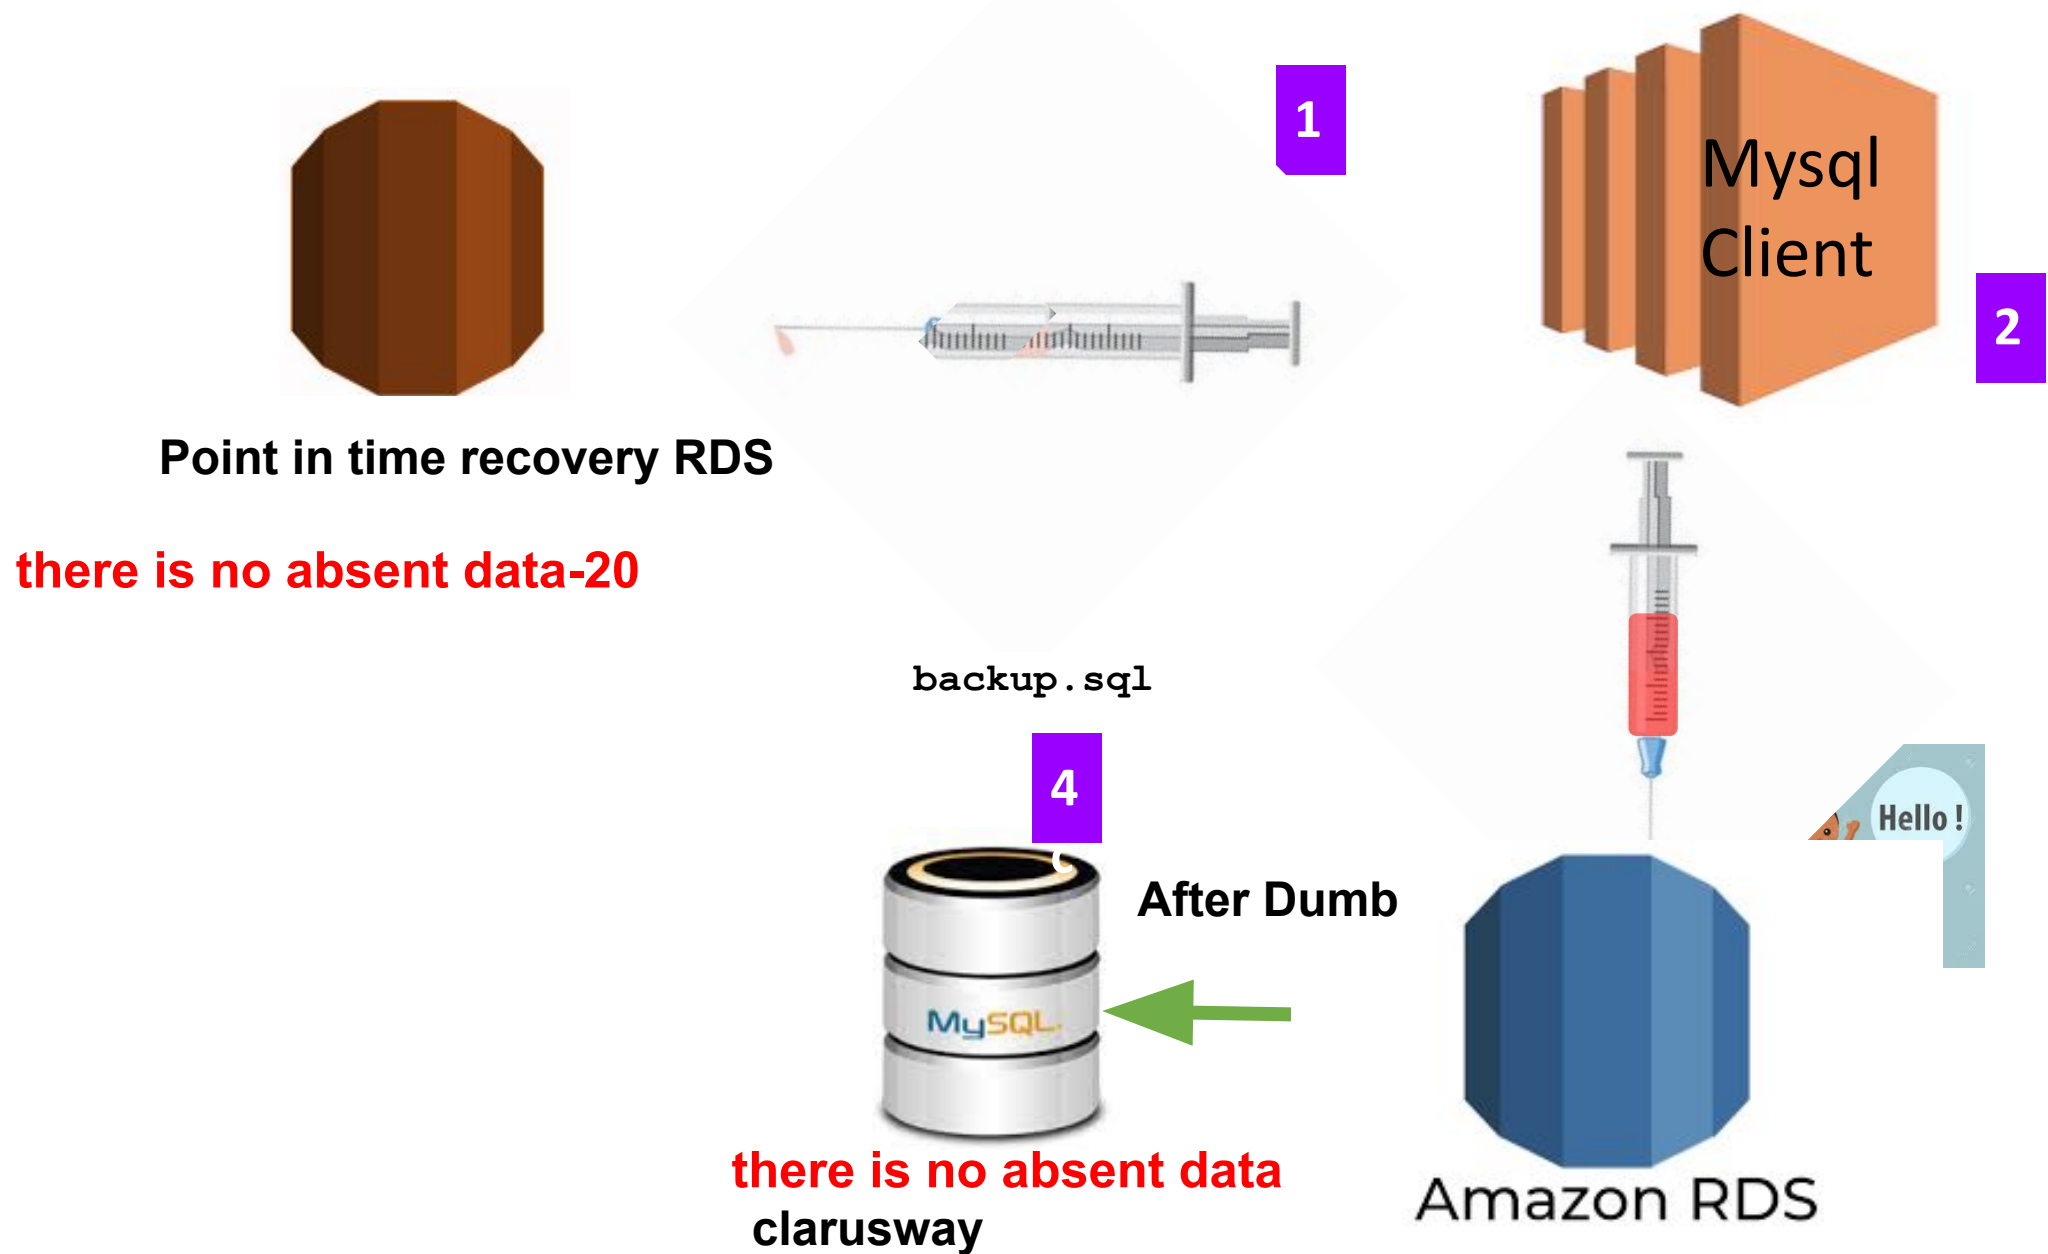 1
Mysql
Client
2
Point in time recovery RDS
there is no absent data-20
backup.sql
4
Hello !
After Dumb
MySQL
there is no absent data
clarusway
Amazon RDS